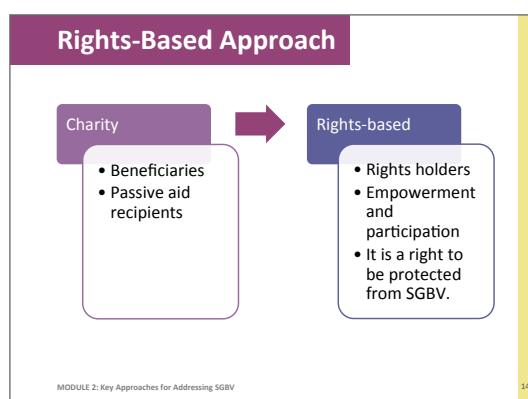 Rights-Based Approach
Charity
• Beneficiaries
• Passive aid
recipients
Rights-based
• Rights holders
• Empowerment
and
participation
• It is a right to
be protected
from SGBV.
MODULE 2: Key Approaches for Addressing SGBV
14